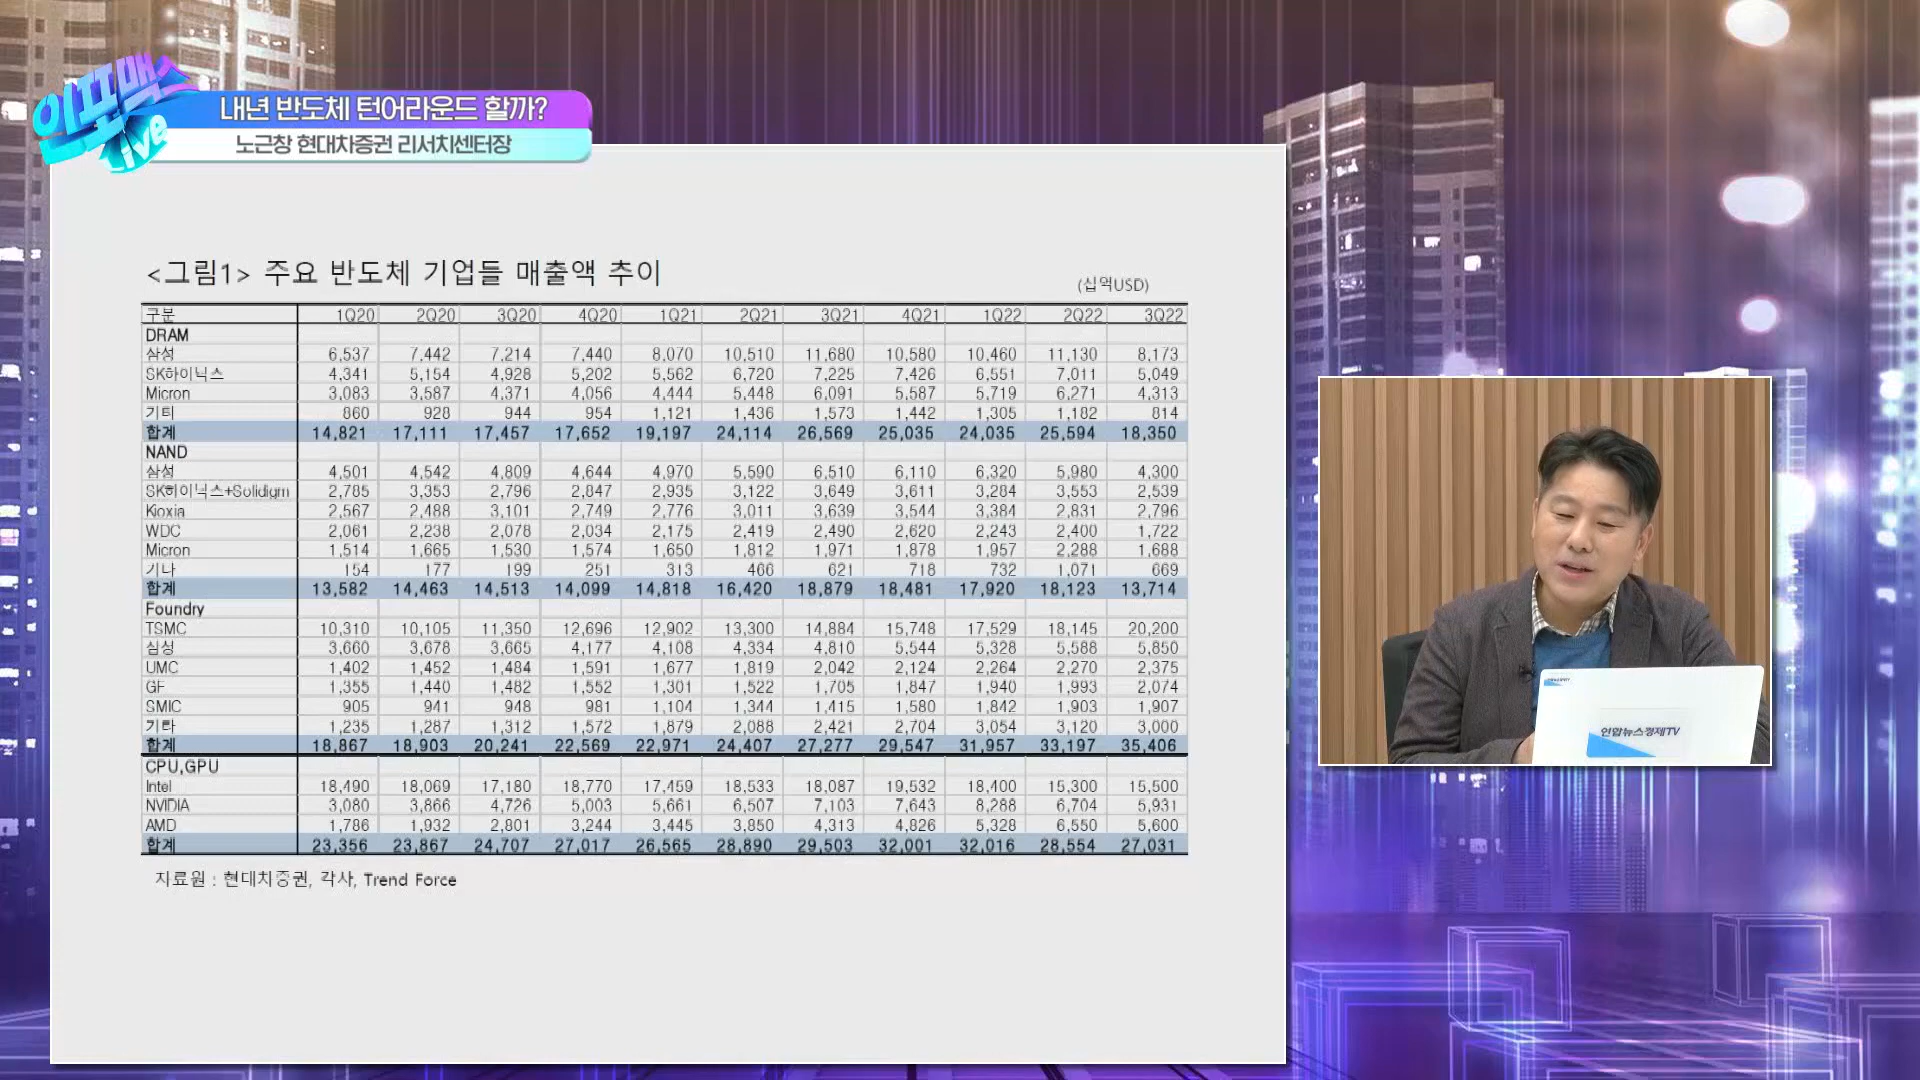 인포맥스 Live
내년 반도체 턴어라운드 할까?
노근창 현대차증권 리서치센터장
<그림1> 주요 반도체 기업들 매출액 추이
(십억USD)
구분 1Q20 2Q20 3Q20 4Q20 1Q21 2Q21 3Q21 4Q21 1Q22 2Q22 3Q22
DRAM
삼성 6,537 7,442 7,214 7,440 8,070 10,510 11,680 10,580 10,460 11,130 8,173
SK하이닉스 4,341 5,154 4,928 5,202 5,562 6,720 7,225 7,426 6,551 7,011 5,049
Micron 3,083 3,587 4,371 4,056 4,444 5,448 6,091 5,587 5,719 6,271 4,313
기타 860 928 944 954 1,121 1,436 1,573 1,442 1,305 1,182 814
합계 14,821 17,111 17,457 17,652 19,197 24,114 26,569 25,035 24,035 25,594 18,350
NAND
삼성 4,501 4,542 4,809 4,644 4,970 5,590 6,510 6,110 6,320 5,980 4,300
SK하이닉스+Solidigm 2,785 3,353 2,796 2,847 2,935 3,122 3,649 3,611 3,284 3,553 2,539
Kioxia 2,567 2,488 3,101 2,749 2,776 3,011 3,639 3,544 3,384 2,831 2,796
WDC 2,061 2,238 2,078 2,034 2,175 2,419 2,490 2,620 2,243 2,400 1,722
Micron 1,514 1,665 1,530 1,574 1,650 1,812 1,971 1,878 1,957 2,288 1,688
기타 154 177 199 251 313 466 621 718 732 1,071 669
합계 13,582 14,463 14,513 14,099 14,818 16,420 18,879 18,481 17,920 18,123 13,714
Foundry
TSMC 10,310 10,105 11,350 12,696 12,902 13,300 14,884 15,748 17,529 18,145 20,200
삼성 3,660 3,678 3,665 4,177 4,108 4,334 4,810 5,544 5,328 5,588 5,850
UMC 1,402 1,452 1,484 1,591 1,677 1,819 2,042 2,124 2,264 2,270 2,375
GF 1,355 1,440 1,482 1,552 1,301 1,522 1,705 1,847 1,940 1,993 2,074
SMIC 905 941 948 981 1,104 1,344 1,415 1,580 1,842 1,903 1,907
기타 1,235 1,287 1,312 1,572 1,879 2,088 2,421 2,704 3,054 3,120 3,000
합계 18,867 18,903 20,241 22,569 22,971 24,407 27,277 29,547 31,957 33,197 35,406
CPU,GPU
Intel 18,490 18,069 17,180 18,770 17,459 18,533 18,087 19,532 18,400 15,300 15,500
NVIDIA 3,080 3,866 4,726 5,003 5,661 6,507 7,103 7,643 8,288 6,704 5,931
AMD 1,786 1,932 2,801 3,244 3,445 3,850 4,313 4,826 5,328 6,550 5,600
합계 23,356 23,867 24,707 27,017 26,565 28,890 29,503 32,001 32,016 28,554 27,031
자료원 : 현대차증권, 각사, Trend Force
연합뉴스경제TV